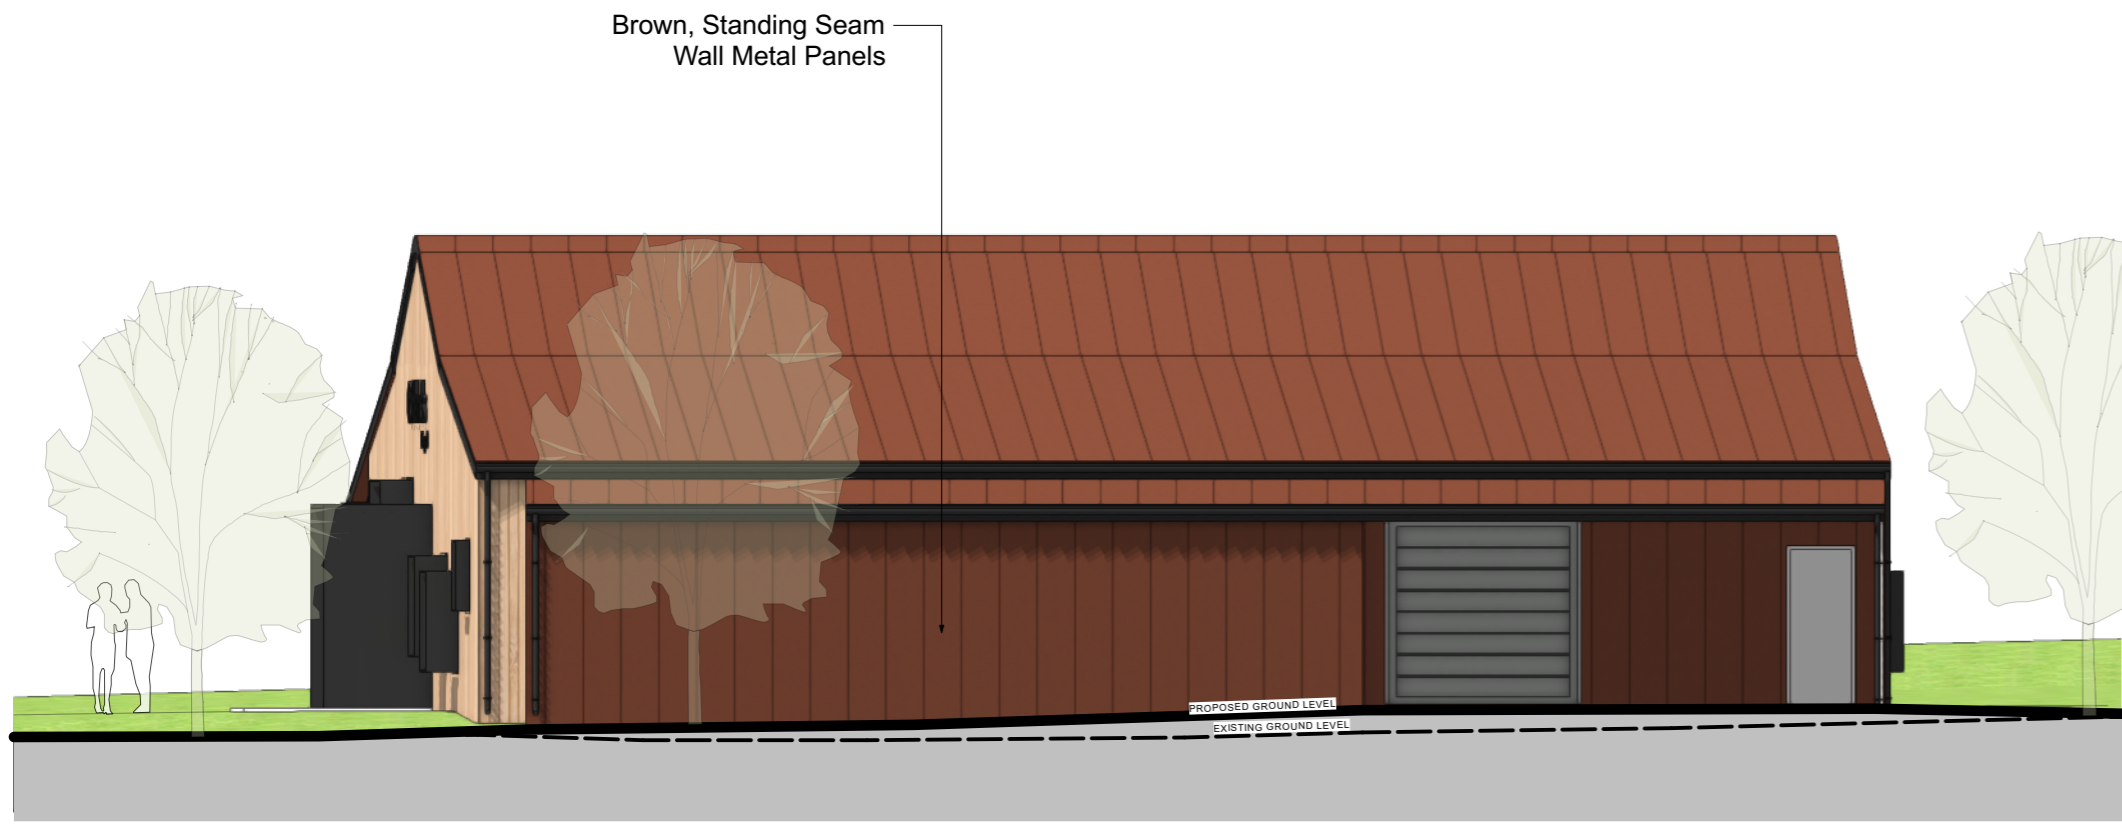 Brown, Standing Seam
Wall Metal Panels
PROPOSED GROUND LEVEL
EXISTING GROUND LEVEL